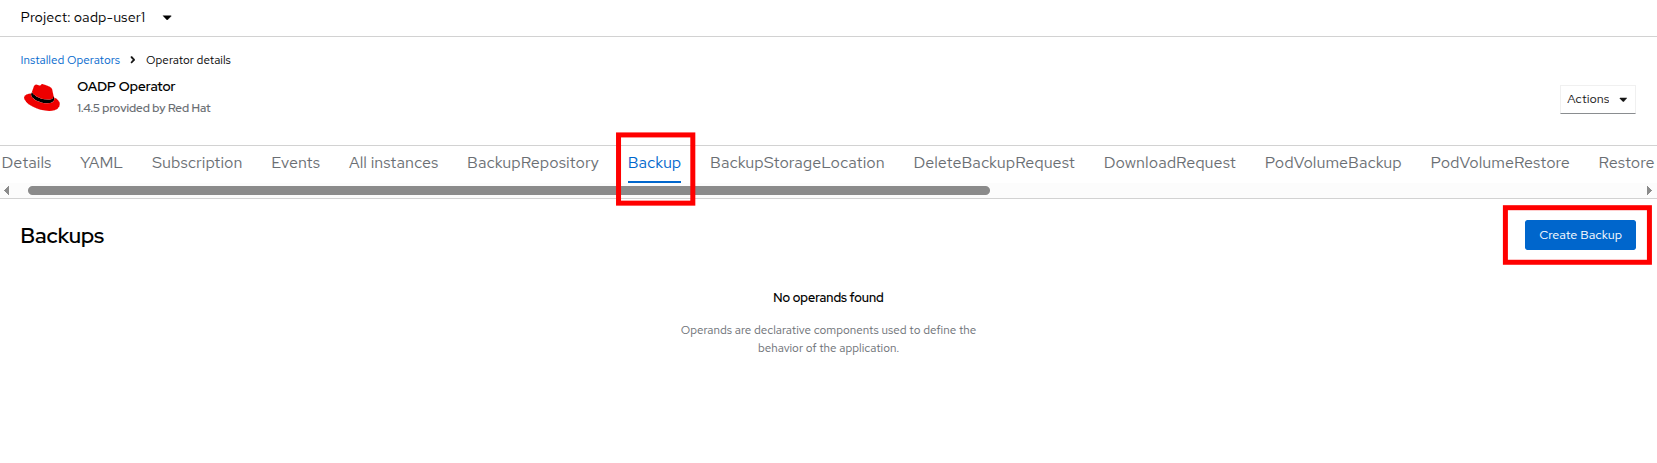 Project: oadp-user1
Installed Operators > Operator details
OADP Operator
1.4.5 provided by Red Hat
Actions
Details YAML Subscription Events All instances BackupRepository Backup BackupStorageLocation DeleteBackupRequest DownloadRequest PodVolumeBackup PodVolumeRestore Restore
Backups
Create Backup
No operands found
Operands are declarative components used to define the
behavior of the application.